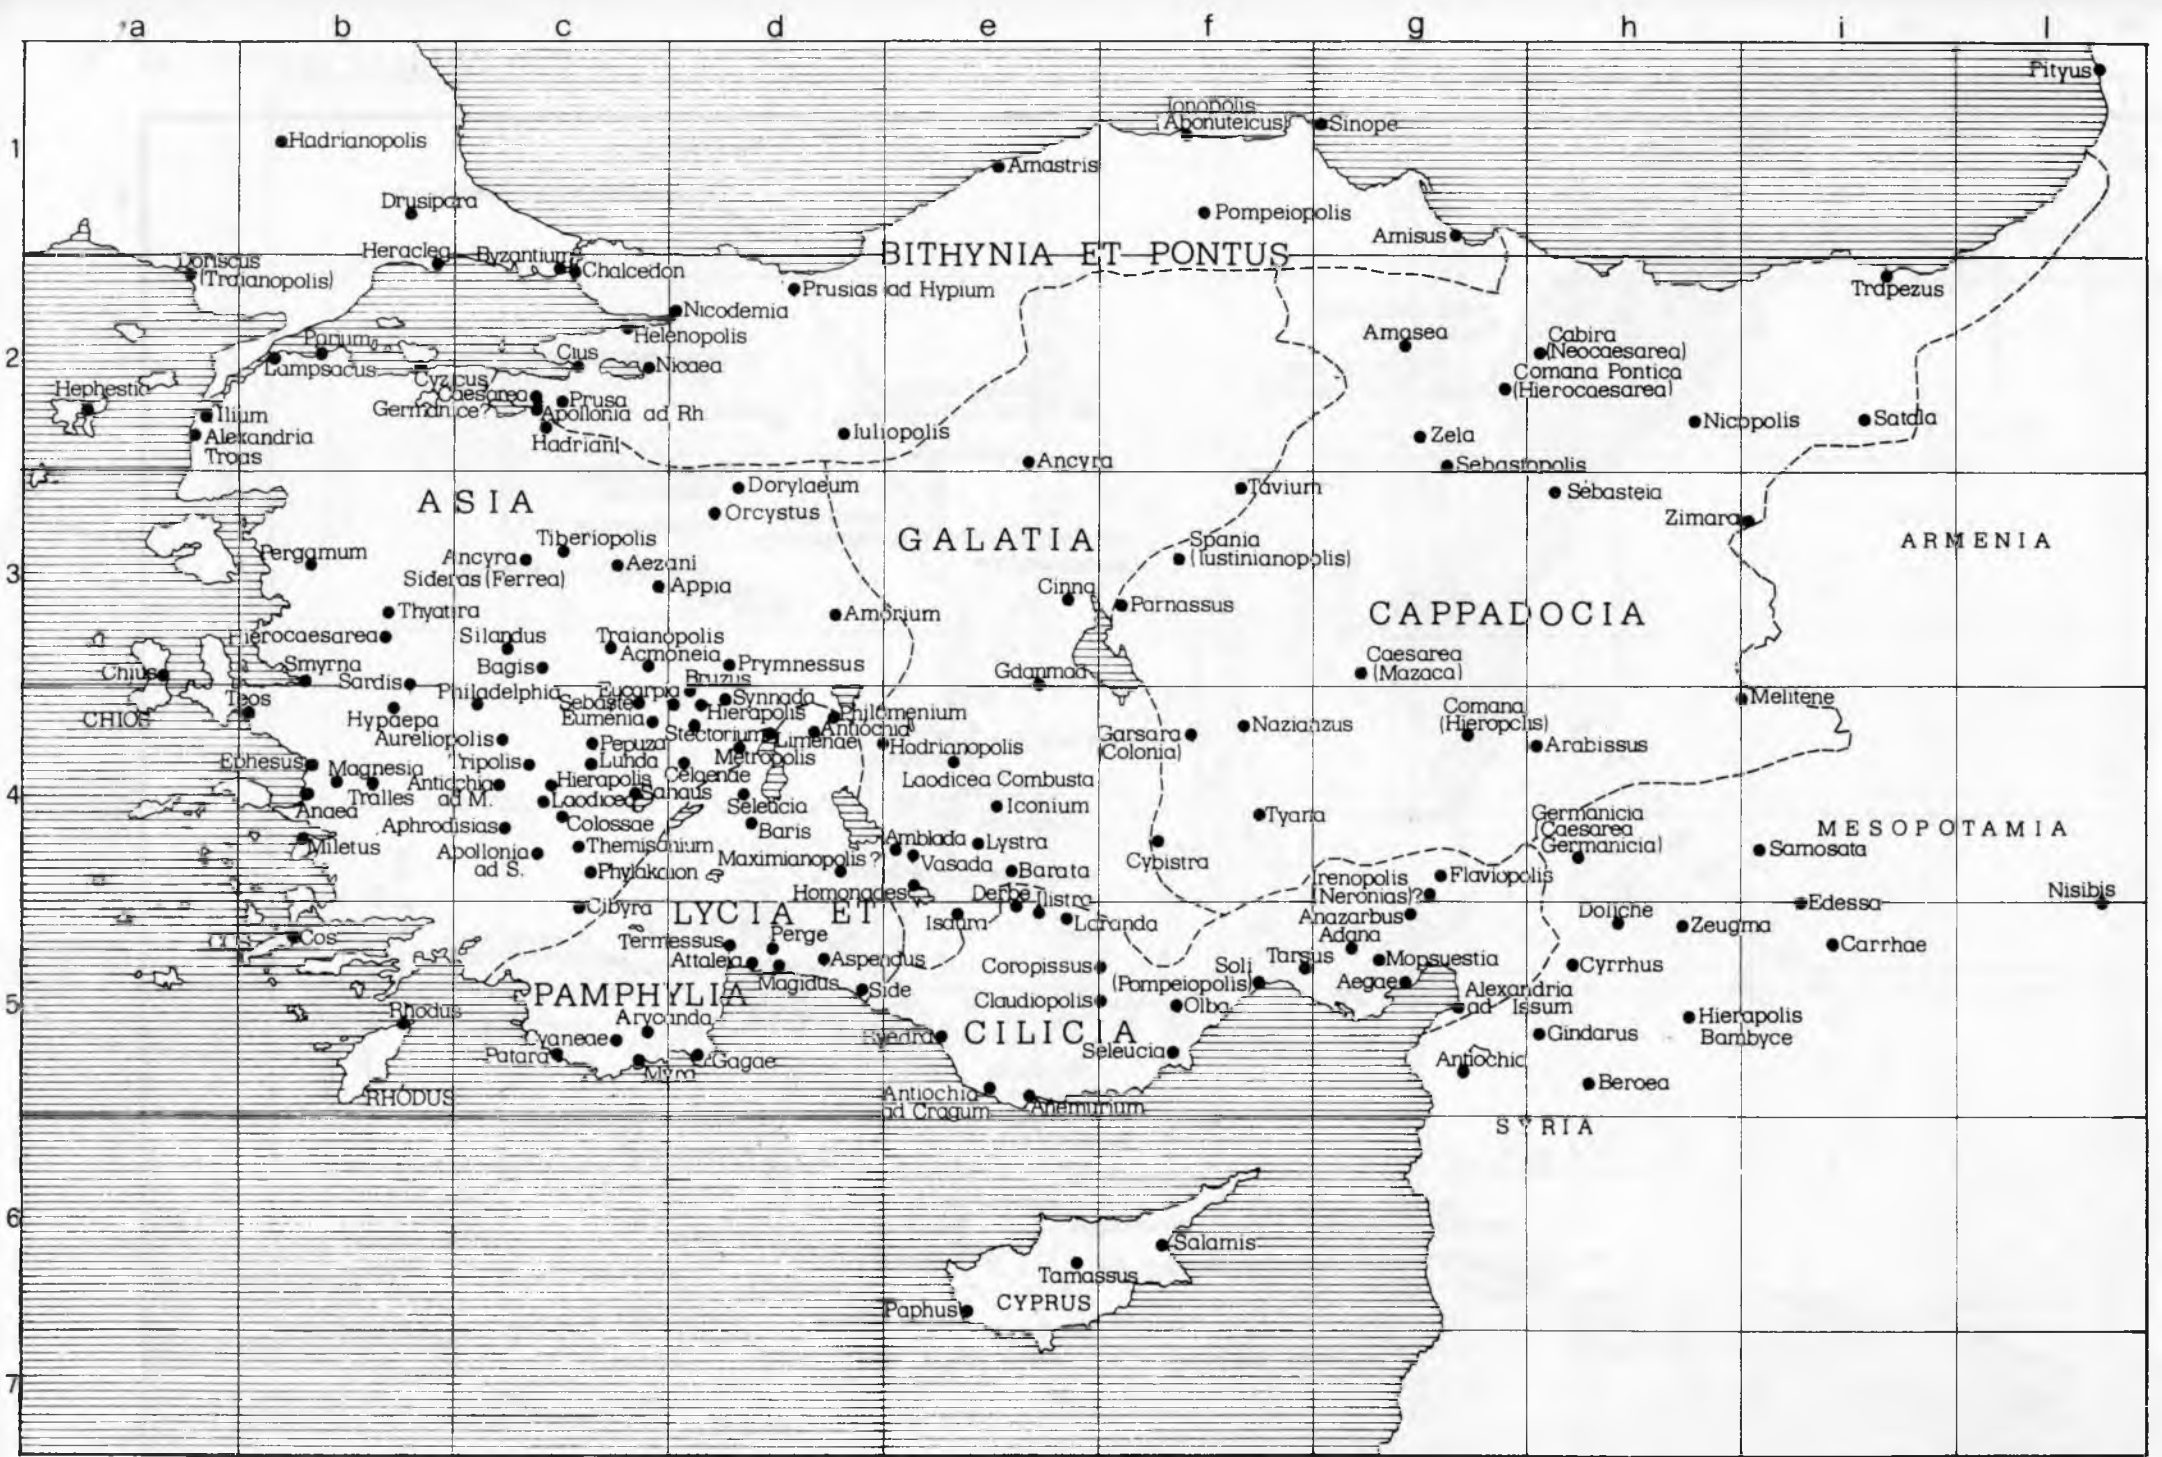 a b c d e f g h i l
1
2
3
4
5
6
7
Pityus
Hadrianopolis
Ionopolis
Abonuteicus
Sinope
Amastris
Drusipara
Pompeiopolis
Amisus
Heraclea
Byzantium
Chalcedon
BITHYNIA ET PONTUS
Doriscus
(Traianopolis)
Prusias ad Hypium
Trapezus
Nicodemia
Helenopolis
Parium
Lampsacus
Cius
Nicaea
Amasea
Cabira
(Neocaesarea)
Comana Pontica
(Hierocaesarea)
Cyzicus
Caesarea
Germanice?
Prusa
Apollonia ad Rh
Hadriani
Hephestia
Ilium
Alexandria
Troas
Iuliopolis
Ancyra
Zela
Sebastopolis
Nicopolis
Satala
Dorylaeum
Orcystus
Tavium
Sebasteia
Zimara
ASIA
GALATIA
ARMENIA
Tiberiopolis
Pergamum
Ancyra
Sideras (Ferrea)
Aezani
Appia
Spania
(Iustinianopolis)
Cinna
Parnassus
CAPPADOCIA
Thyatira
Hierocaesarea
Silandus
Traianopolis
Acmoneia
Amorium
Bagis
Prymnessus
Caesarea
(Mazaca)
Gdanmaa
Chius
CHIOS
Smyrna
Sardis
Teos
Philadelphia
Hypaepa
Eucarpia
Bruzus
Sebaste
Synnada
Hierapolis
Eumenia
Stectorium
Philomenium
Antiochia
Limenae
Metropolis
Melitene
Comana
(Hieropolis)
Arabissus
Nazianzus
Garsara
(Colonia)
Hadrianopolis
Laodicea Combusta
Aureliopolis
Pepuza
Lunda
Tripolis
Ephesus
Magnesia
Tralles
Antiochia
ad M.
Hierapolis
Laodicea
Sanaus
Celaenae
Seleucia
Anaea
Aphrodisias
Colossae
Baris
Iconium
Tyana
Miletus
Apollonia
ad S.
Themisonium
Phylakaion
Maximianopolis?
Amblada
Vasada
Lystra
Barata
Cybistra
Germanicia
Caesarea
Germanicia)
MESOPOTAMIA
Samosata
Homonades
Derbe
Ilistra
Isaura
Laranda
Irenopolis
(Neronias)?
Flaviopolis
Nisibis
Cibyra
LYCIA ET
Anazarbus
Adana
Doliche
Zeugma
Edessa
Carrhae
COS
Cos
Termessus
Attaleia
Perge
Magidus
Aspendus
Side
Coropissus
Claudiopolis
Soli
(Pompeiopolis)
Olba
Tarsus
Mopsuestia
Aegae
Cyrrhus
Alexandria
ad Issum
Hierapolis
Bambyce
Gindarus
PAMPHYLIA
CILICIA
Rhodus
RHODUS
Arycanda
Cyaneae
Patara
Myra
Gagae
Syedra
Seleucia
Antiochia
Beroea
Antiochia
ad Cragum
Anemurium
SYRIA
Salamis
Tamassus
Paphus
CYPRUS